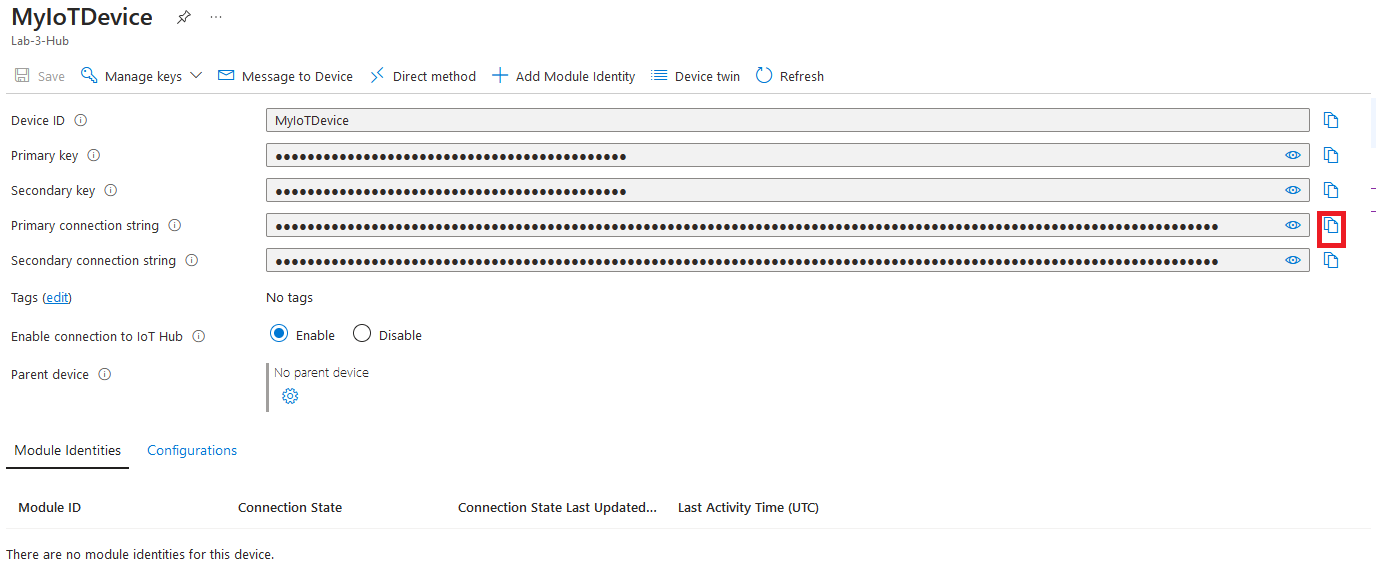 MyIoTDevice ...
Lab-3-Hub
Save Manage keys Message to Device Direct method Add Module Identity Device twin Refresh
Device ID MyIoTDevice
Primary key ••••••••••••••••••••••••••••••••••••••••••••
Secondary key ••••••••••••••••••••••••••••••••••••••••••••
Primary connection string ••••••••••••••••••••••••••••••••••••••••••••••••••••••••••••••••••••••••••••••••••••••••••••••••••••••••••••••••••••••
Secondary connection string ••••••••••••••••••••••••••••••••••••••••••••••••••••••••••••••••••••••••••••••••••••••••••••••••••••••••••••••••••••••
Tags (edit) No tags
Enable connection to IoT Hub Enable Disable
Parent device No parent device
Module Identities Configurations
Module ID Connection State Connection State Last Updated... Last Activity Time (UTC)
There are no module identities for this device.